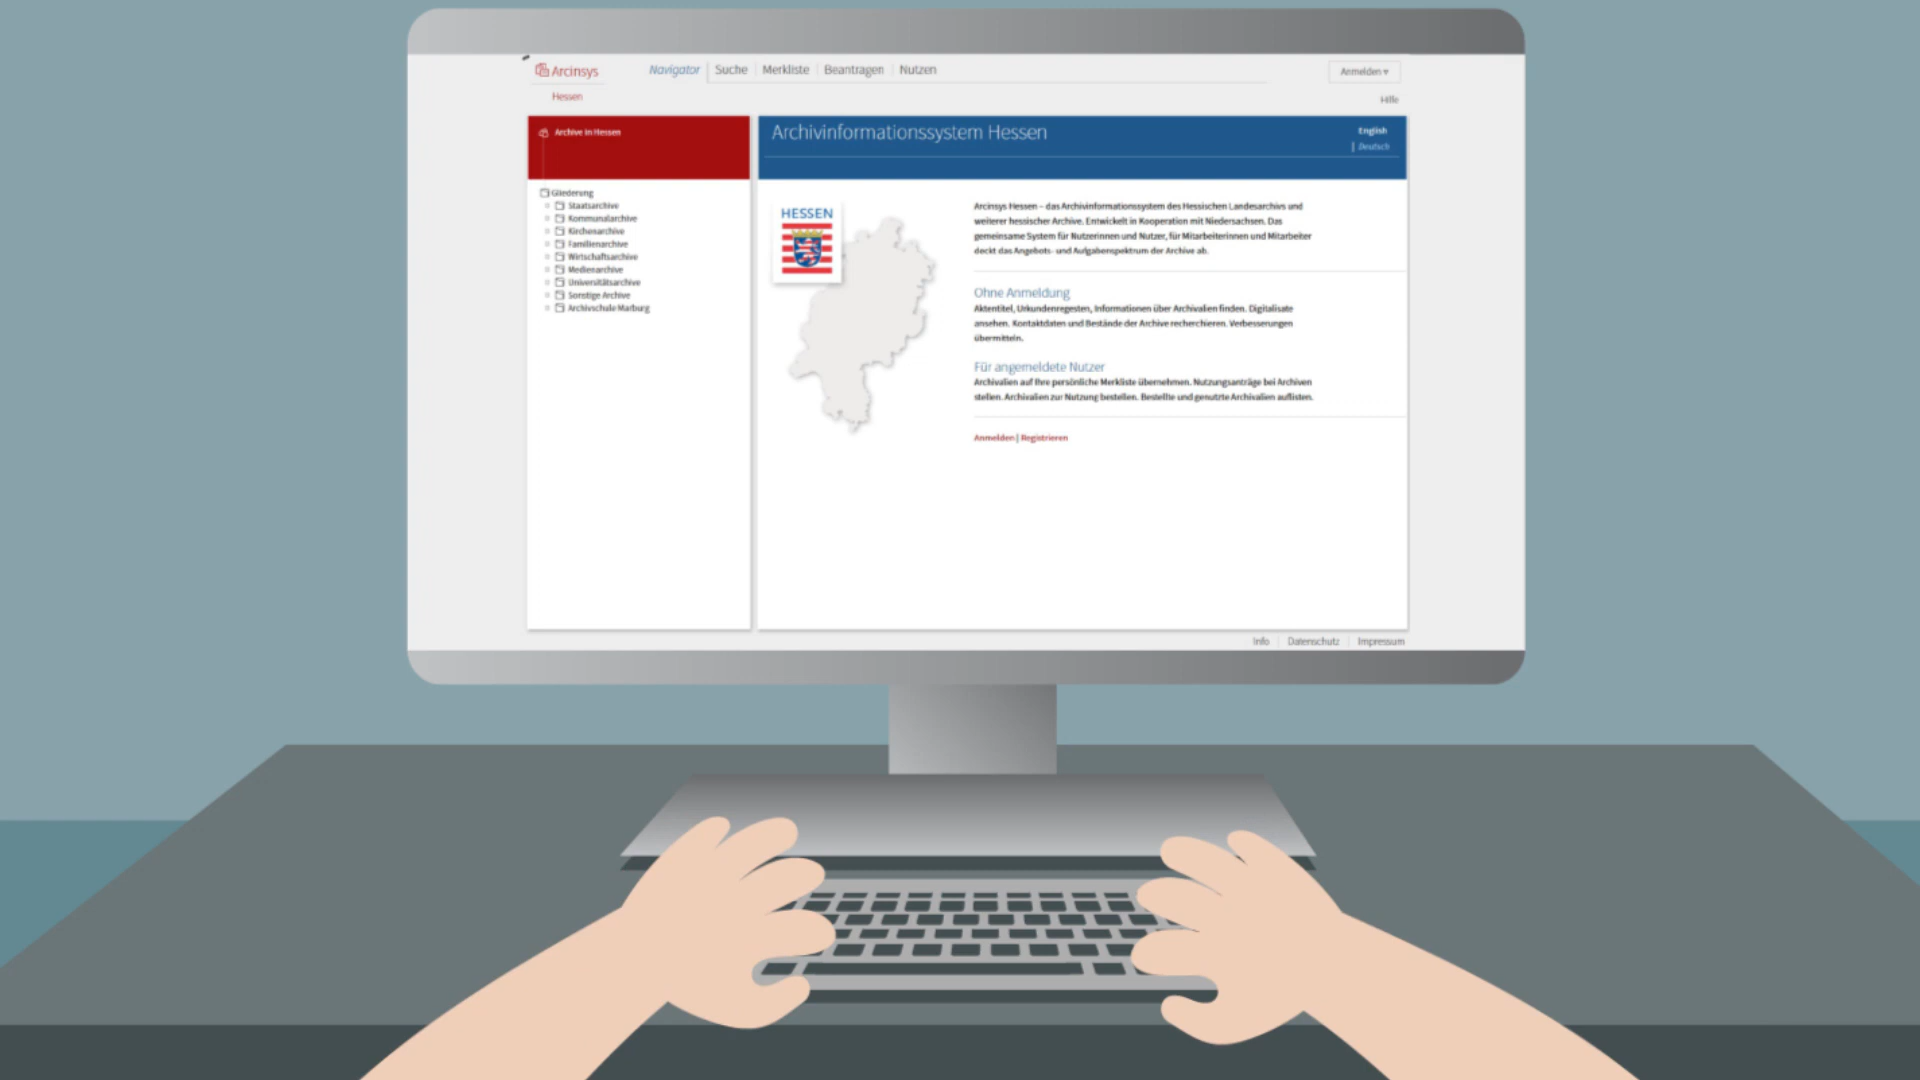 Arcinsys
Hessen
Navigator Suche Merkliste Beantragen Nutzen
Anmelden
Hilfe
Archive in Hessen
Gliederung
Staatsarchive
Kommunalarchive
Kirchenarchive
Familienarchive
Wirtschaftsarchive
Medienarchive
Universitätsarchive
Sonstige Archive
Archivschule Marburg
Archivinformationssystem Hessen
English
| Deutsch
HESSEN
Arcinsys Hessen – das Archivinformationssystem des Hessischen Landesarchivs und
weiterer hessischer Archive. Entwickelt in Kooperation mit Niedersachsen. Das
gemeinsame System für Nutzerinnen und Nutzer, für Mitarbeiterinnen und Mitarbeiter
deckt das Angebots- und Aufgabenspektrum der Archive ab.
Ohne Anmeldung
Aktentitel, Urkundenregesten, Informationen über Archivalien finden. Digitalisate
ansehen. Kontaktdaten und Bestände der Archive recherchieren. Verbesserungen
übermitteln.
Für angemeldete Nutzer
Archivalien auf Ihre persönliche Merkliste übernehmen. Nutzungsanträge bei Archiven
stellen. Archivalien zur Nutzung bestellen. Bestellte und genutzte Archivalien auflisten.
Anmelden | Registrieren
Info Datenschutz Impressum